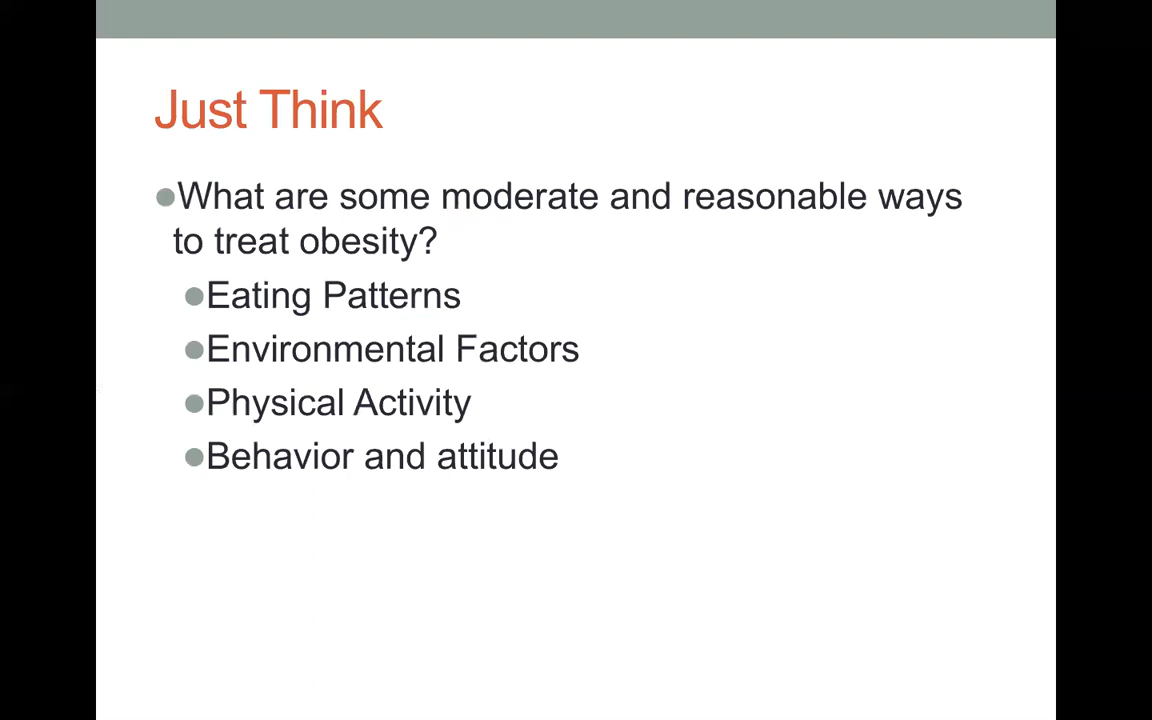 Just Think
What are some moderate and reasonable ways
to treat obesity?
Eating Patterns
Environmental Factors
Physical Activity
Behavior and attitude